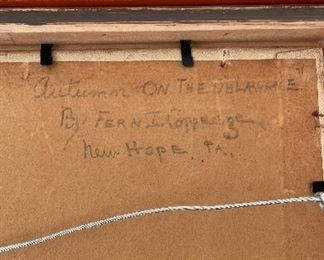 "Autumn ON THE DELAWARE"
By FERN I. COPPEDGE
New HOPE, PA.